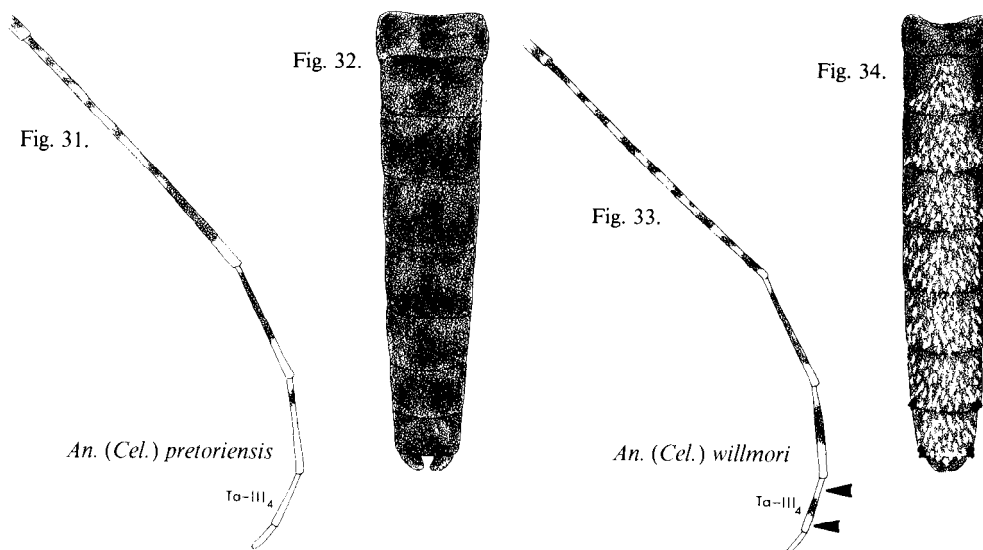 Fig. 31.
Fig. 32.
An. (Cel.) pretoriensis
Ta-III4
Fig. 33.
Fig. 34.
An. (Cel.) willmori
Ta-III4